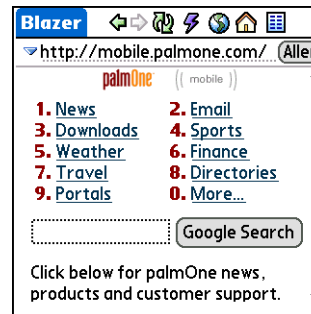 Blazer
http://mobile.palmone.com/ Alle
palmOne (( mobile ))
1. News 2. Email
3. Downloads 4. Sports
5. Weather 6. Finance
7. Travel 8. Directories
9. Portals 0. More...
Google Search
Click below for palmOne news,
products and customer support.